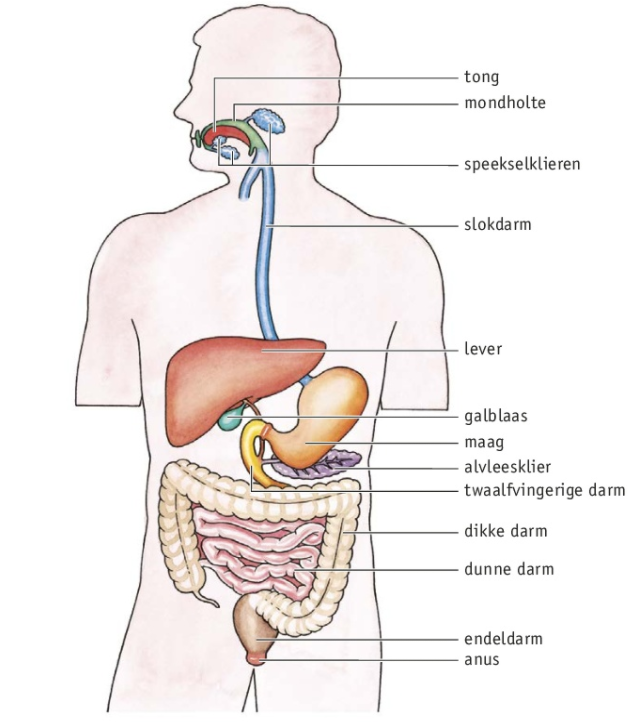 tong
mondholte
speekselklieren
slokdarm
lever
galblaas
maag
alvleesklier
twaalfvingerige darm
dikke darm
dunne darm
endeldarm
anus